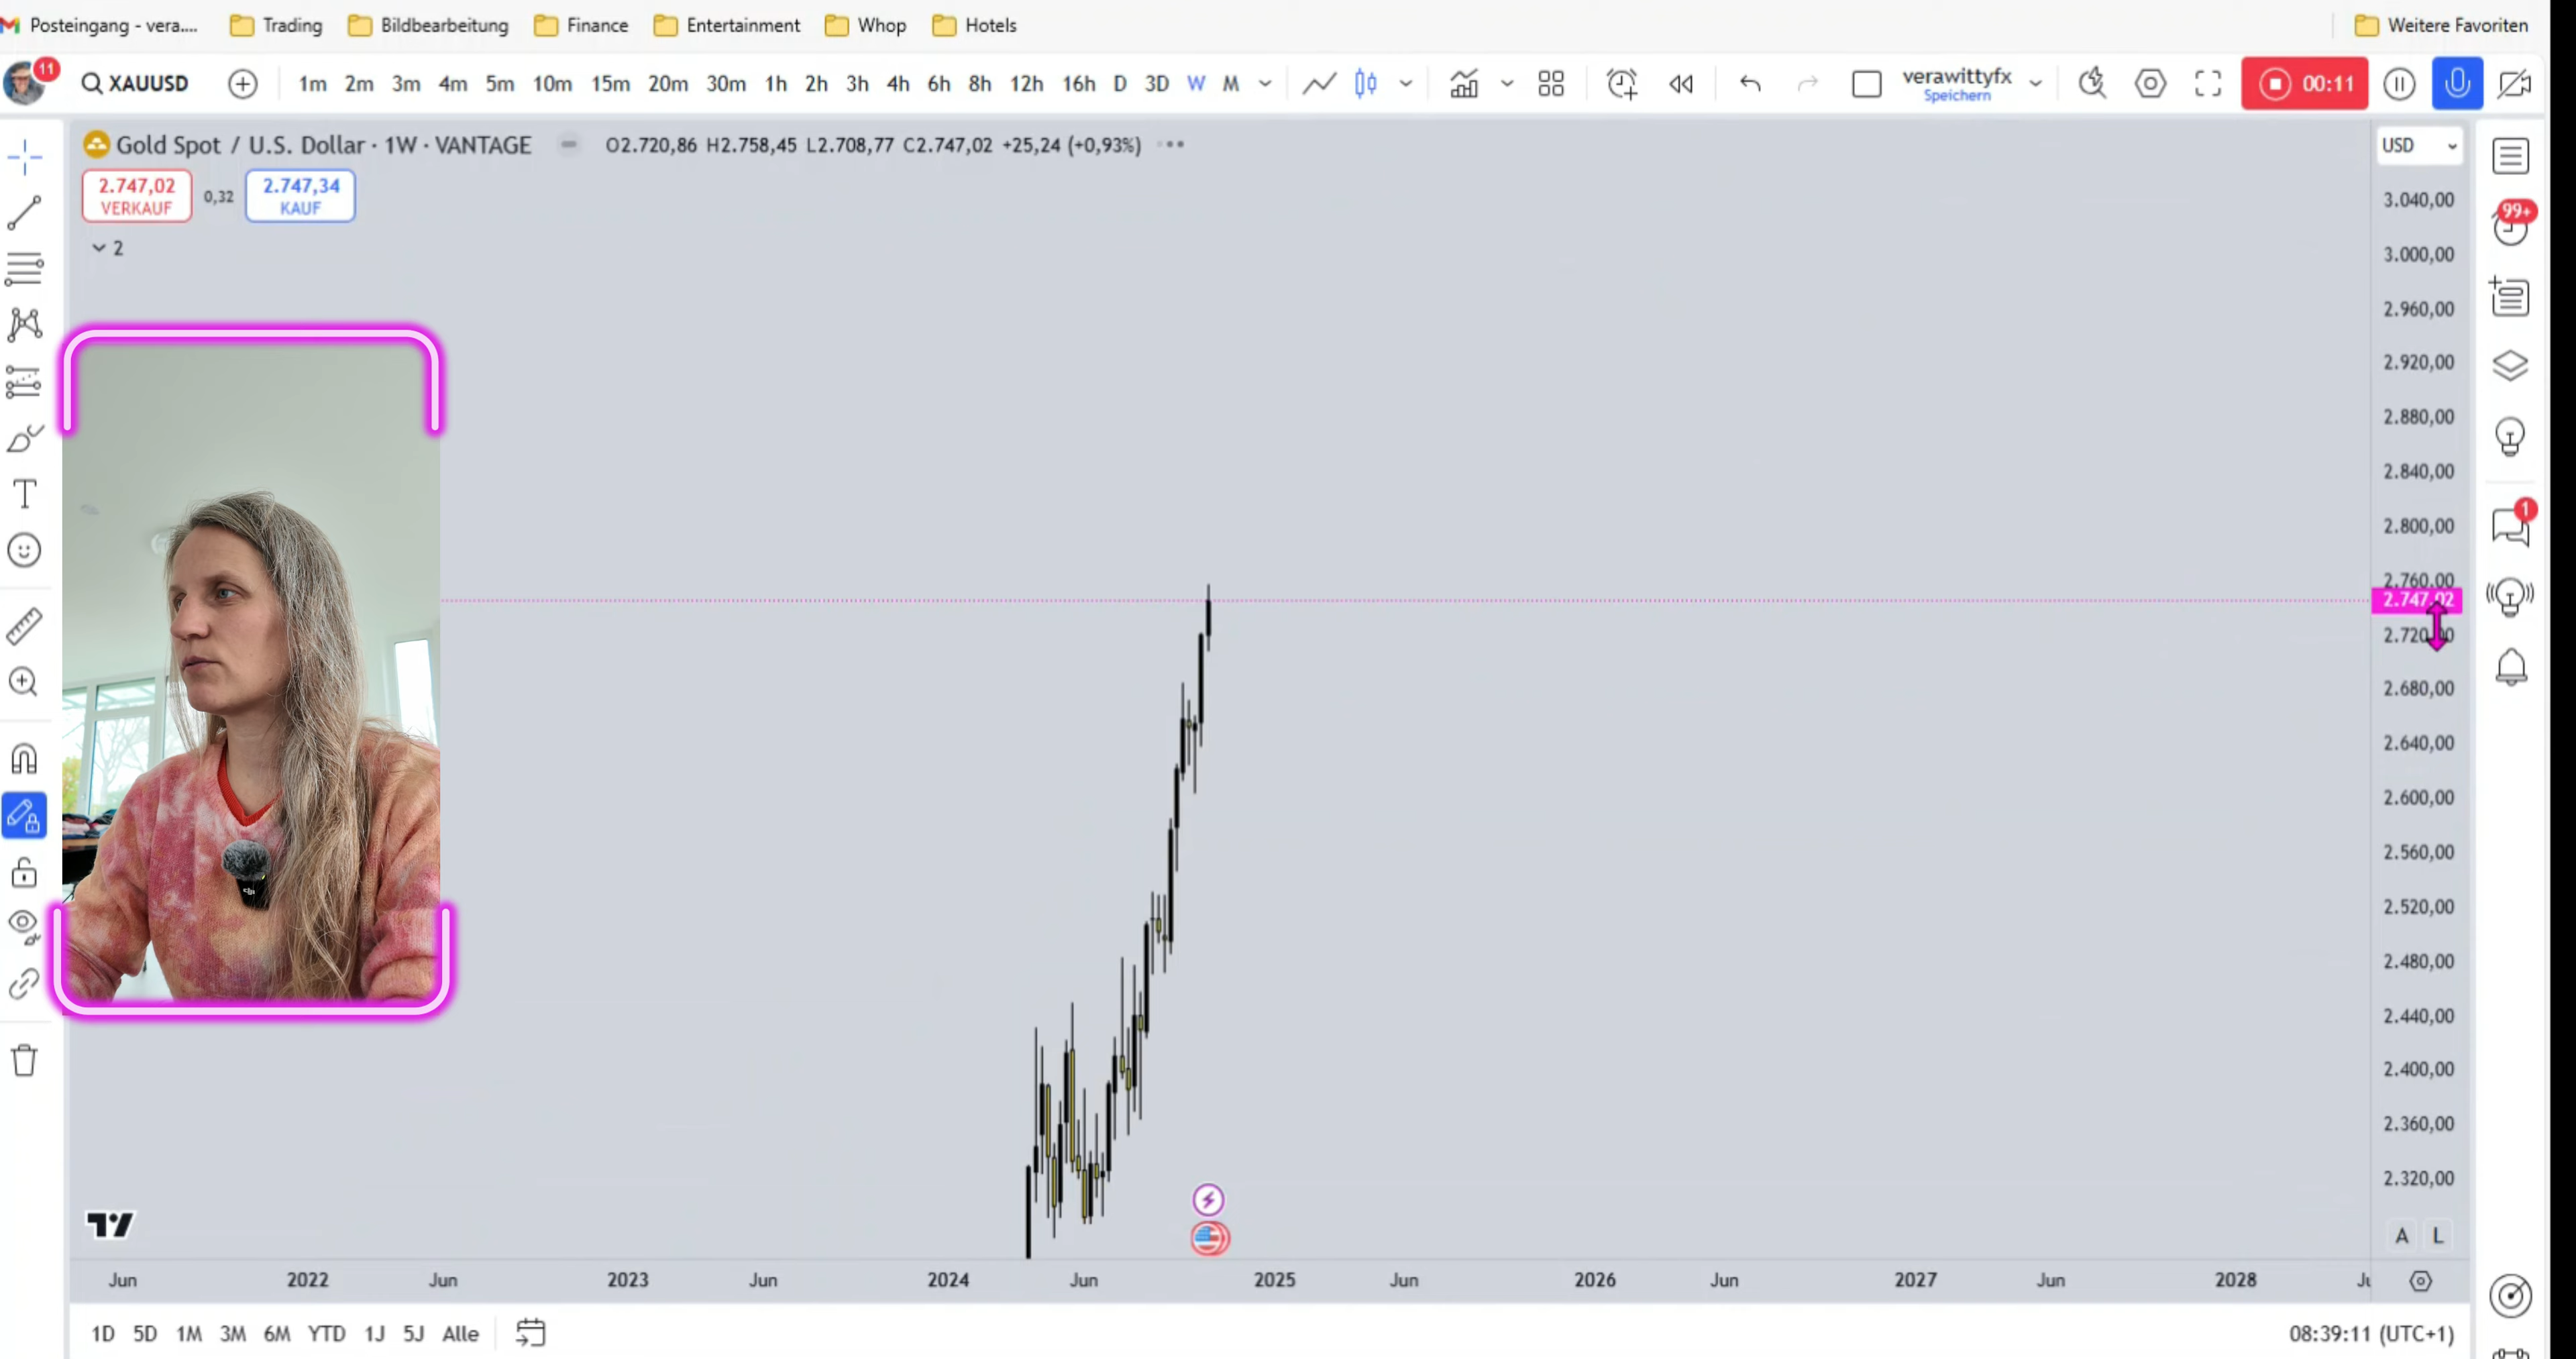 Posteingang - vera.... Trading Bildbearbeitung Finance Entertainment Whop Hotels Weitere Favoriten
11 XAUUSD 1m 2m 3m 4m 5m 10m 15m 20m 30m 1h 2h 3h 4h 6h 8h 12h 16h D 3D W M verawittyfx 00:11
Speichern
Gold Spot / U.S. Dollar · 1W · VANTAGE O2.720,86 H2.758,45 L2.708,77 C2.747,02 +25,24 (+0,93%) USD
2.747,02 0,32 2.747,34
VERKAUF KAUF
2
3.040,00
99+
3.000,00
2.960,00
2.920,00
2.880,00
2.840,00
1
2.800,00
2.760,00
2.747,02
2.720,00
2.680,00
2.640,00
2.600,00
2.560,00
dji
2.520,00
2.480,00
2.440,00
2.400,00
2.360,00
2.320,00
A L
Jun 2022 Jun 2023 Jun 2024 Jun 2025 Jun 2026 Jun 2027 Jun 2028
1D 5D 1M 3M 6M YTD 1J 5J Alle 08:39:11 (UTC+1)